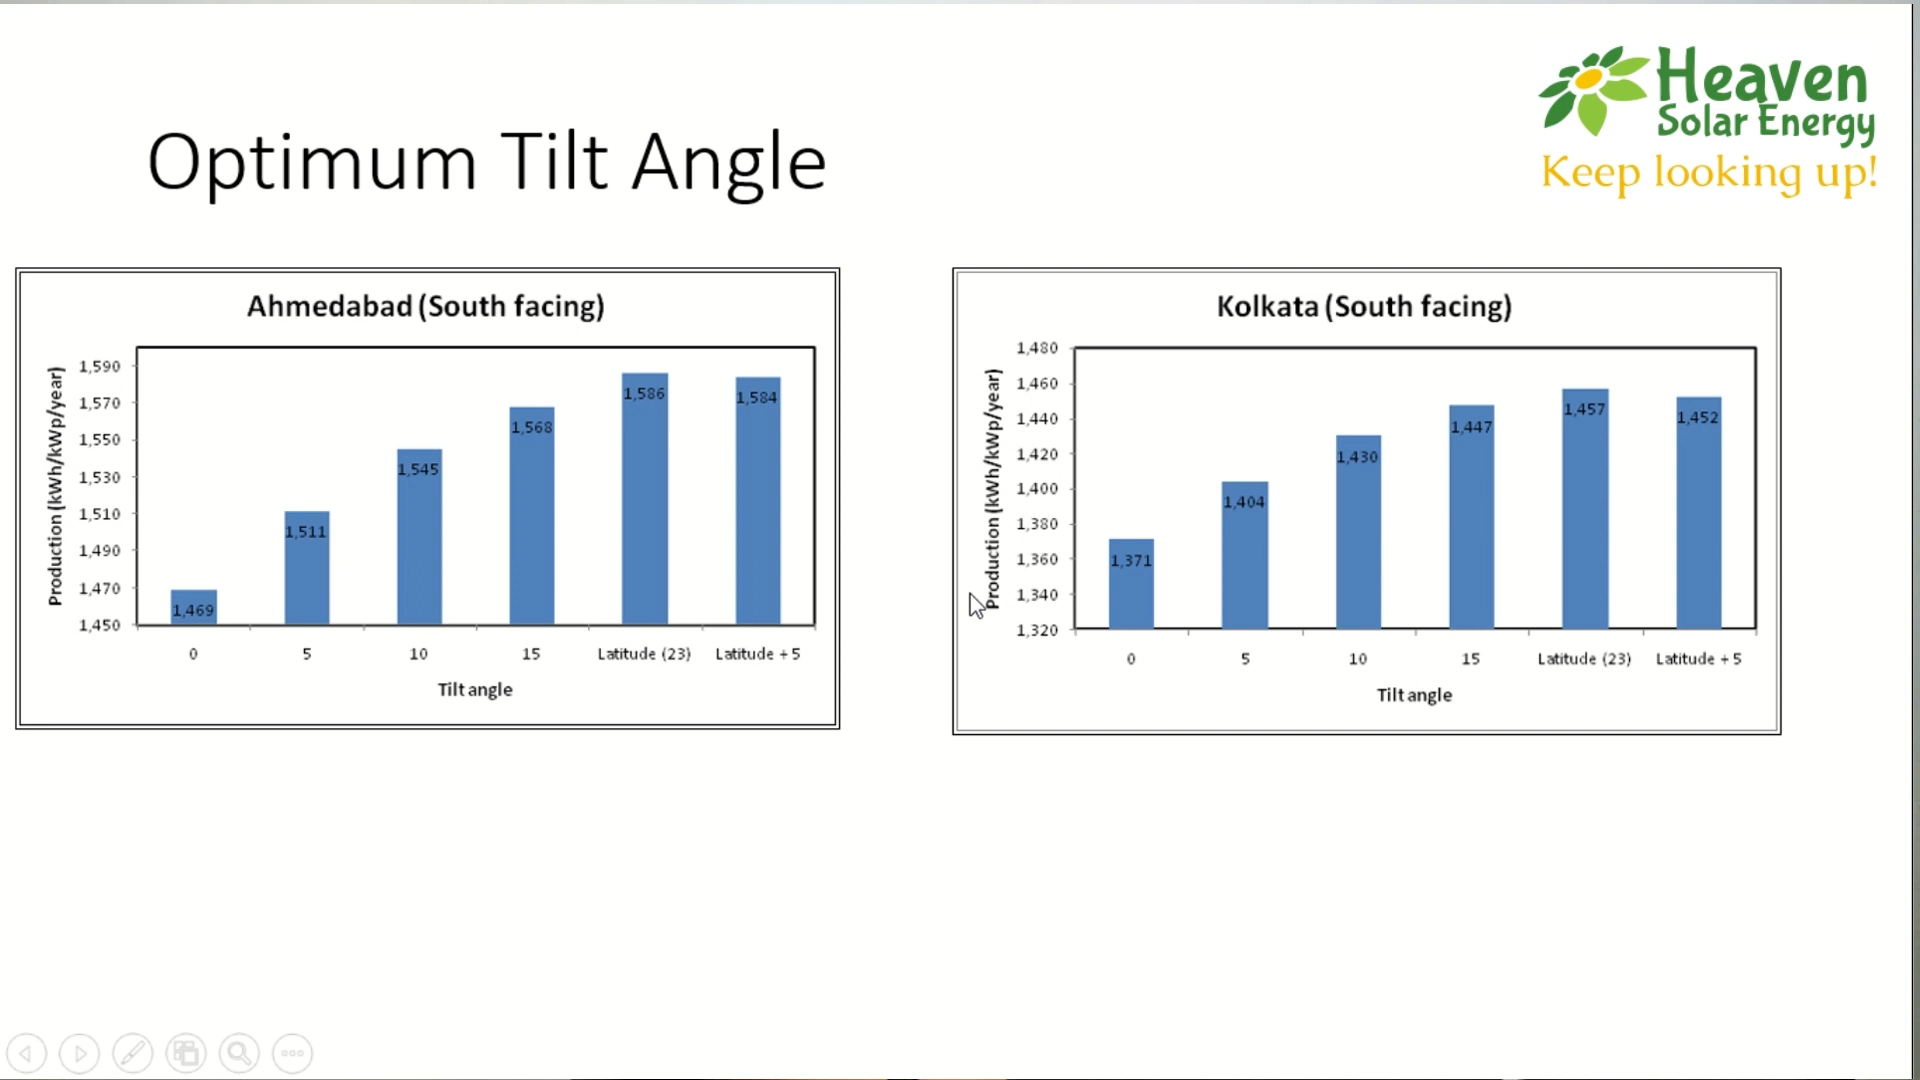 Heaven
Solar Energy
Keep looking up!
Optimum Tilt Angle
Ahmedabad (South facing)
Production (kWh/kWp/year)
1,590
1,570
1,550
1,530
1,510
1,490
1,470
1,450
1,469
1,511
1,545
1,568
1,586
1,584
0 5 10 15 Latitude (23) Latitude + 5
Tilt angle
Kolkata (South facing)
Production (kWh/kWp/year)
1,480
1,460
1,440
1,420
1,400
1,380
1,360
1,340
1,320
1,371
1,404
1,430
1,447
1,457
1,452
0 5 10 15 Latitude (23) Latitude + 5
Tilt angle